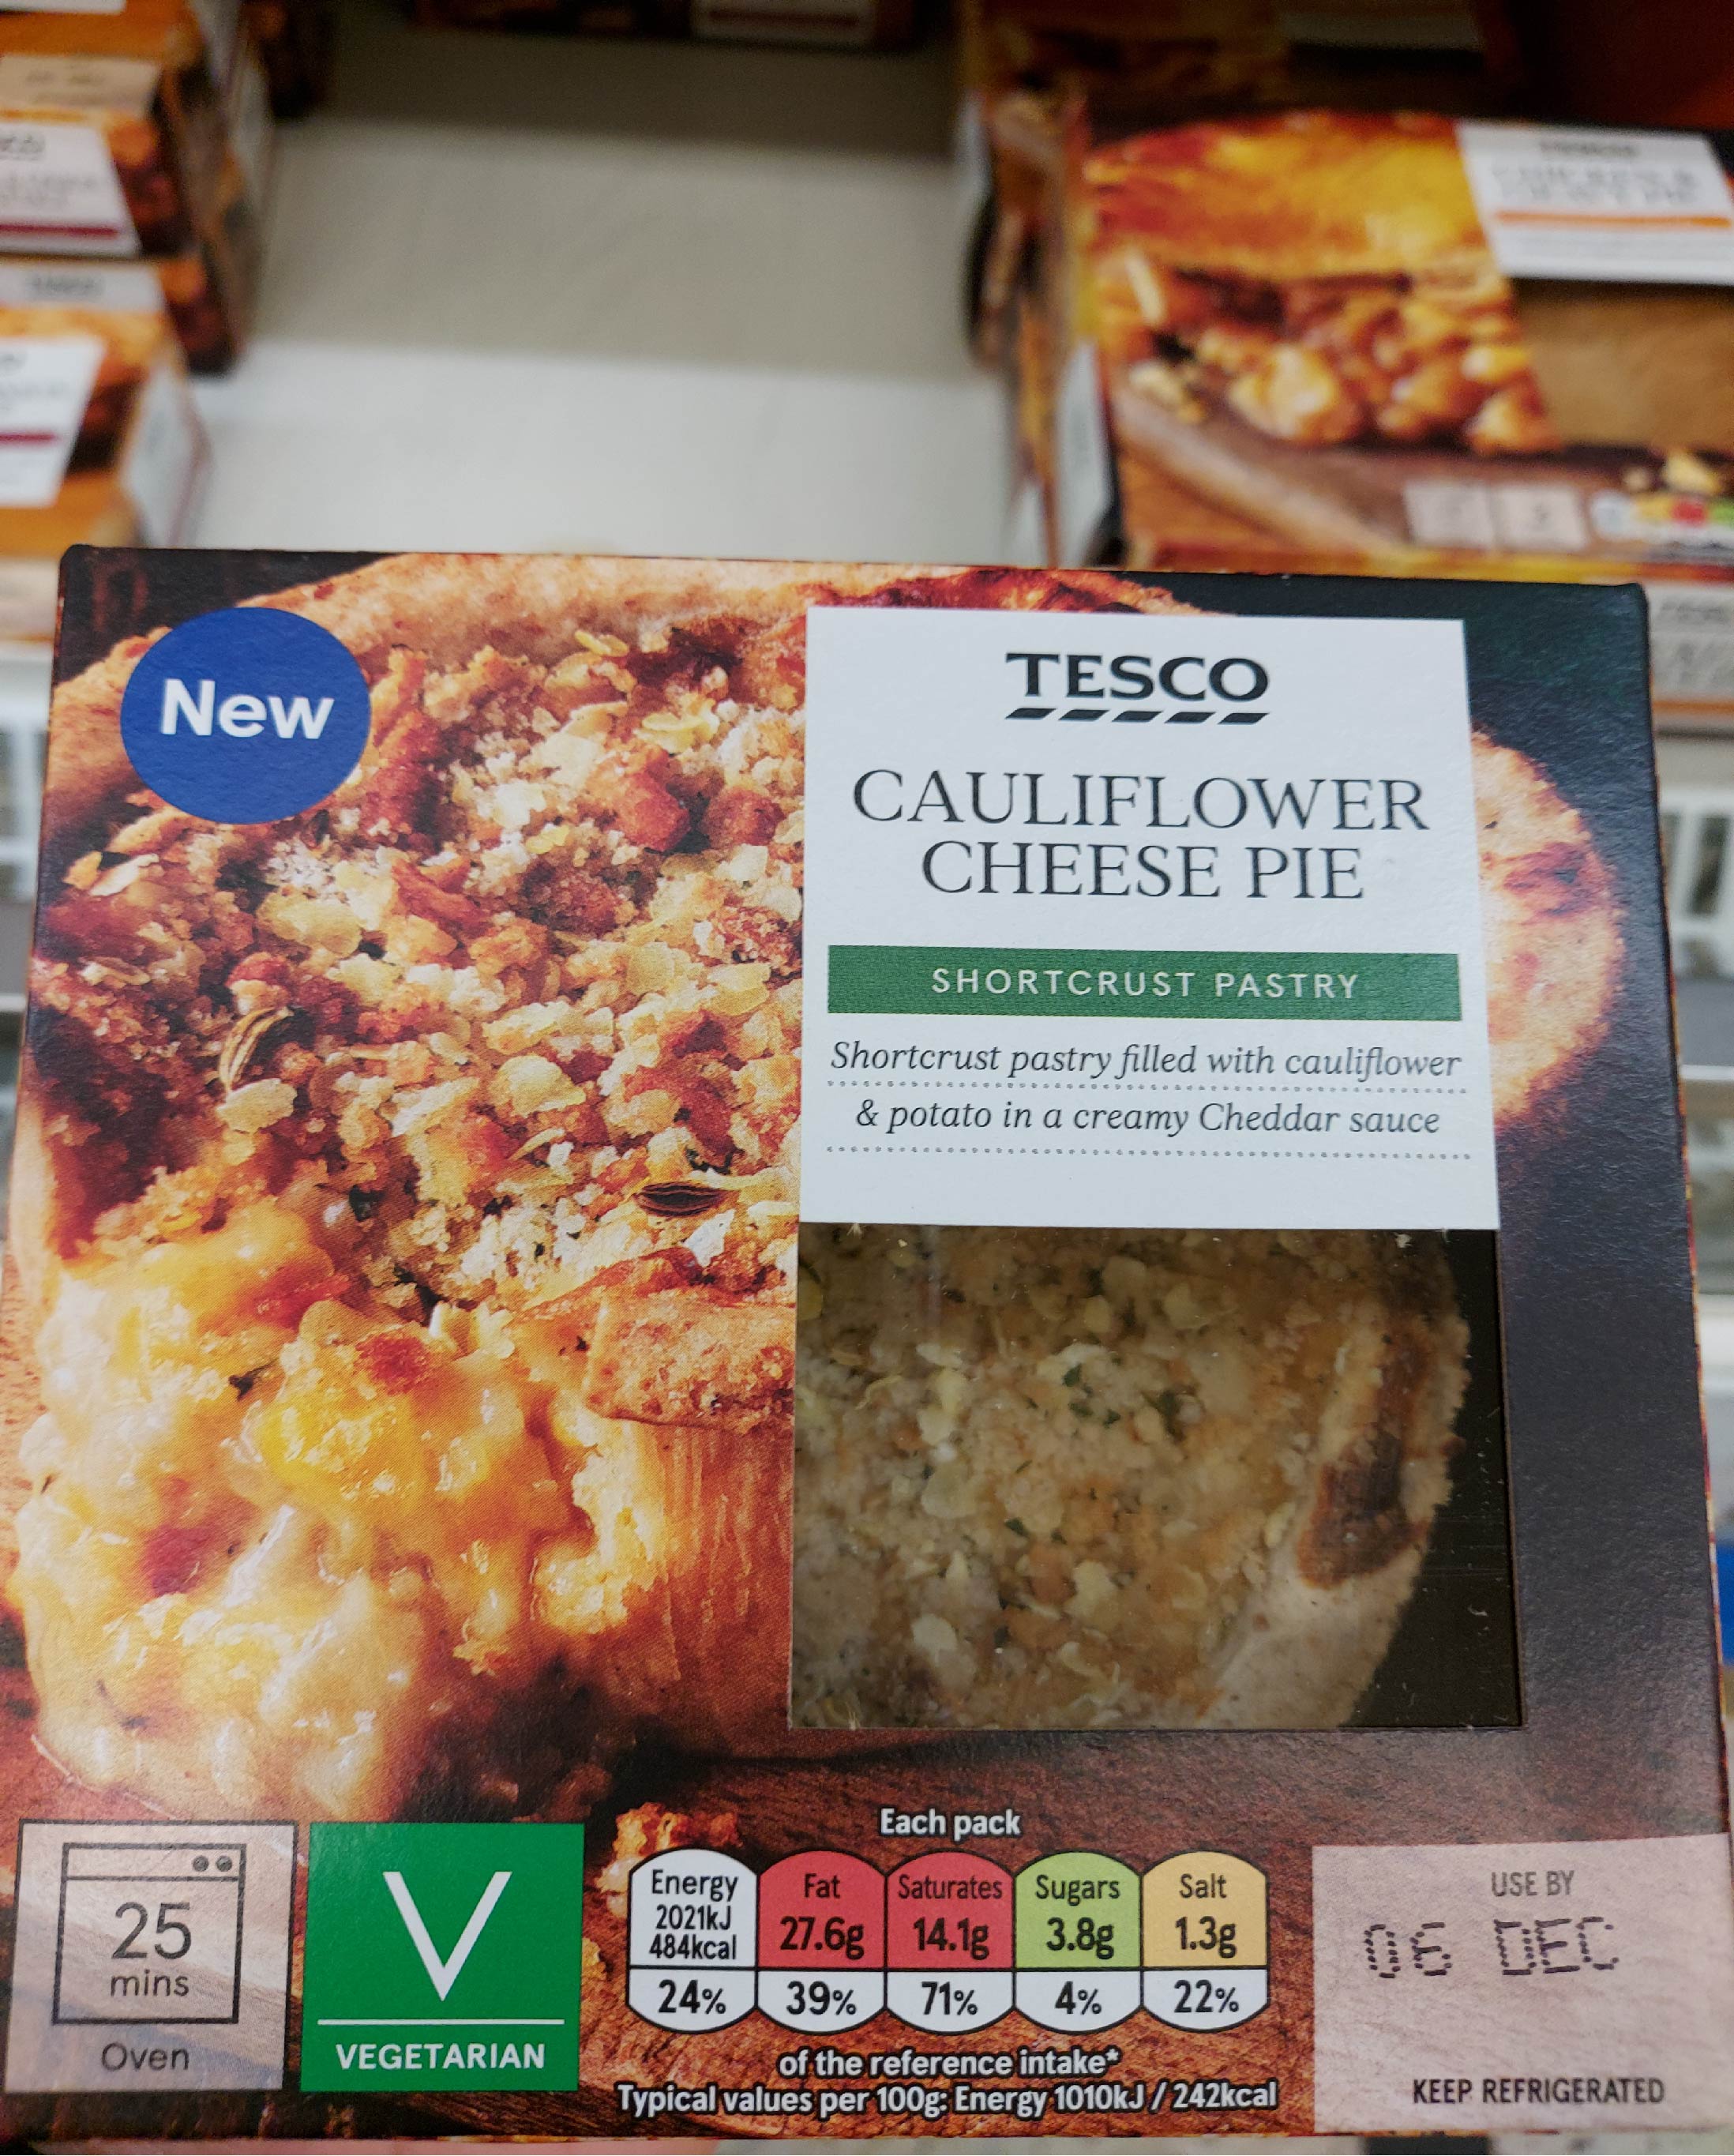 TESCO
New
TESCO
CAULIFLOWER
CHEESE PIE
SHORTCRUST PASTRY
Shortcrust pastry filled with cauliflower
& potato in a creamy Cheddar sauce
25
mins
Oven
V
VEGETARIAN
Each pack
Energy
2021kJ
484kcal
24%
Fat
27.6g
39%
Saturates
14.1g
71%
Sugars
3.8g
4%
Salt
1.3g
22%
of the reference intake*
Typical values per 100g: Energy 1010kJ / 242kcal
USE BY
06 DEC
KEEP REFRIGERATED